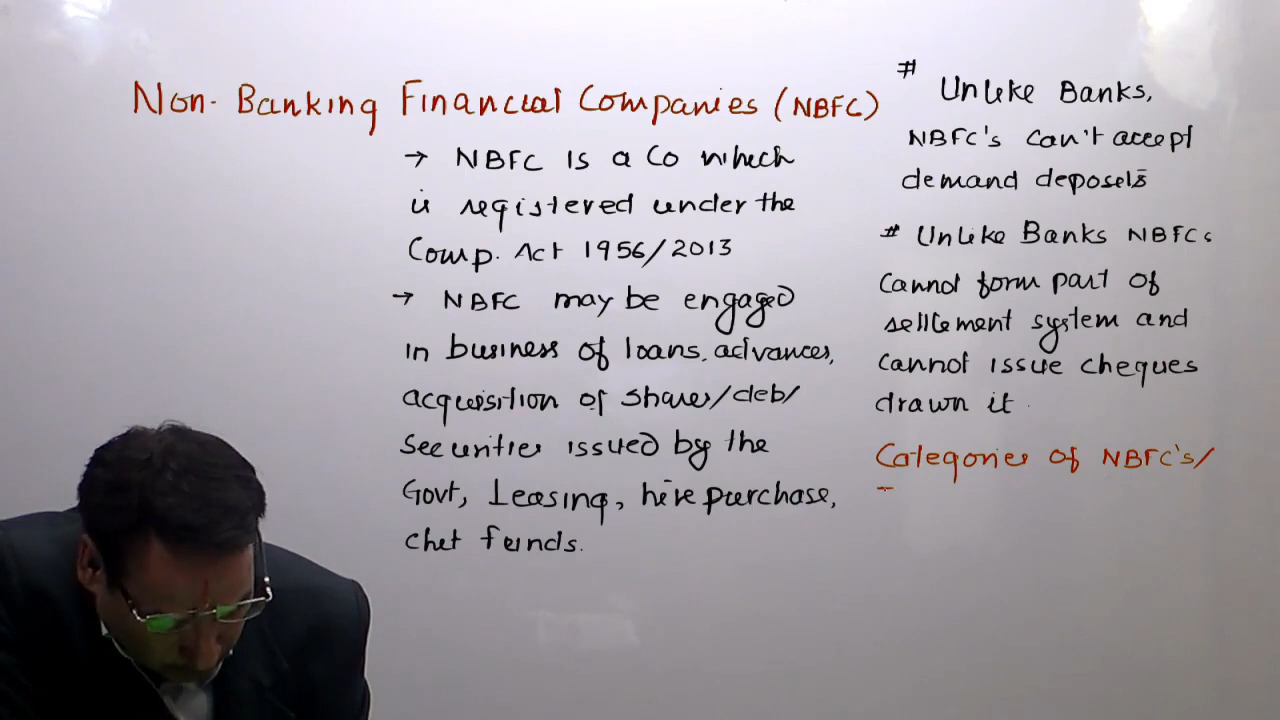 Non-Banking Financial Companies (NBFC)
→ NBFC is a Co which
is registered under the
Comp. Act 1956/2013
→ NBFC may be engaged
in business of loans, advances,
acquisition of shares/deb/
securities issued by the
Govt, Leasing, hire purchase,
chit funds.
# Unlike Banks,
NBFC's can't accept
demand deposits
# Unlike Banks NBFCs
cannot form part of
settlement system and
cannot issue cheques
drawn it.
Categories of NBFC's/